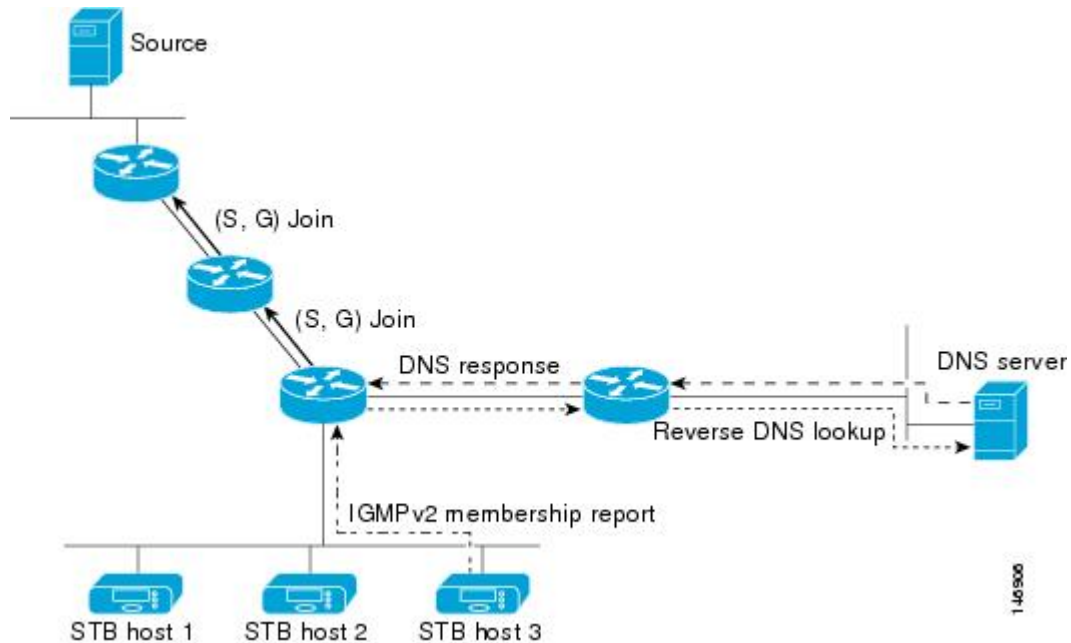 Source
(S, G) Join
(S, G) Join
DNS response
DNS server
Reverse DNS lookup
IGMPv2 membership report
STB host 1
STB host 2
STB host 3
146906